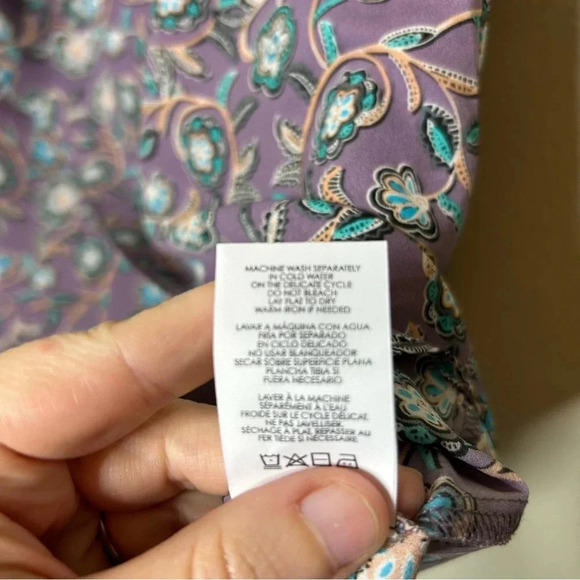 MACHINE WASH SEPARATELY
IN COLD WATER
ON THE DELICATE CYCLE
DO NOT BLEACH
LAY FLAT TO DRY
WARM IRON IF NEEDED
LAVAR A MÁQUINA CON AGUA
FRIA POR SEPARADO
EN CICLO DELICADO
NO USAR BLANQUEADOR
SECAR SOBRE SUPERFICIE PLANA
PLANCHA TIBIA SI
FUERA NECESARIO
LAVER À LA MACHINE
SÉPARÉMENT À L'EAU
FROIDE SUR LE CYCLE DÉLICAT.
NE PAS JAVELLISER.
SÉCHAGE À PLAT, REPASSER AU
FER TIÈDE SI NÉCESSAIRE.